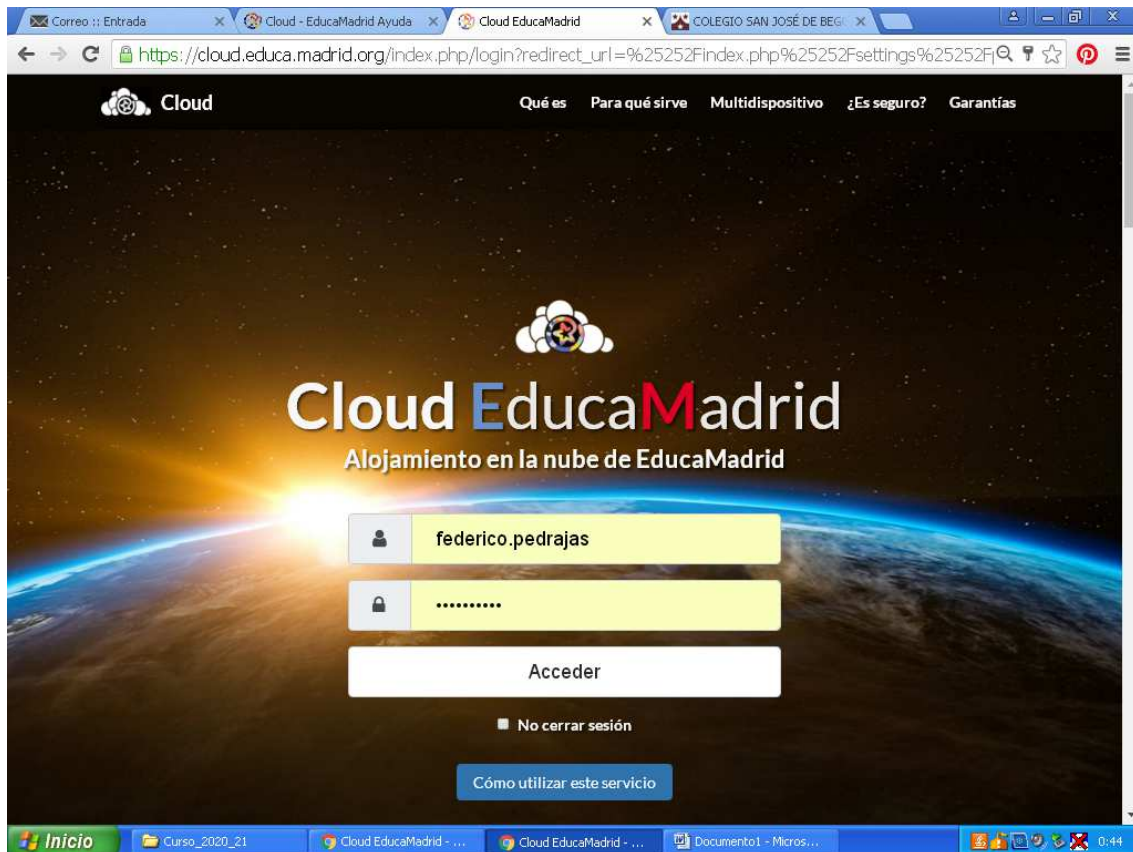 Correo :: Entrada
Cloud - EducaMadrid Ayuda
Cloud EducaMadrid
COLEGIO SAN JOSÉ DE BEG
https://cloud.educa.madrid.org/index.php/login?redirect_url=%25252Findex.php%25252Fsettings%25252F
Cloud
Qué es
Para qué sirve
Multidispositivo
¿Es seguro?
Garantías
Cloud EducaMadrid
Alojamiento en la nube de EducaMadrid
federico.pedrajas
••••••••••
Acceder
No cerrar sesión
Cómo utilizar este servicio
Inicio
Curso_2020_21
Cloud EducaMadrid - ...
Cloud EducaMadrid - ...
Documento1 - Micros...
0:44